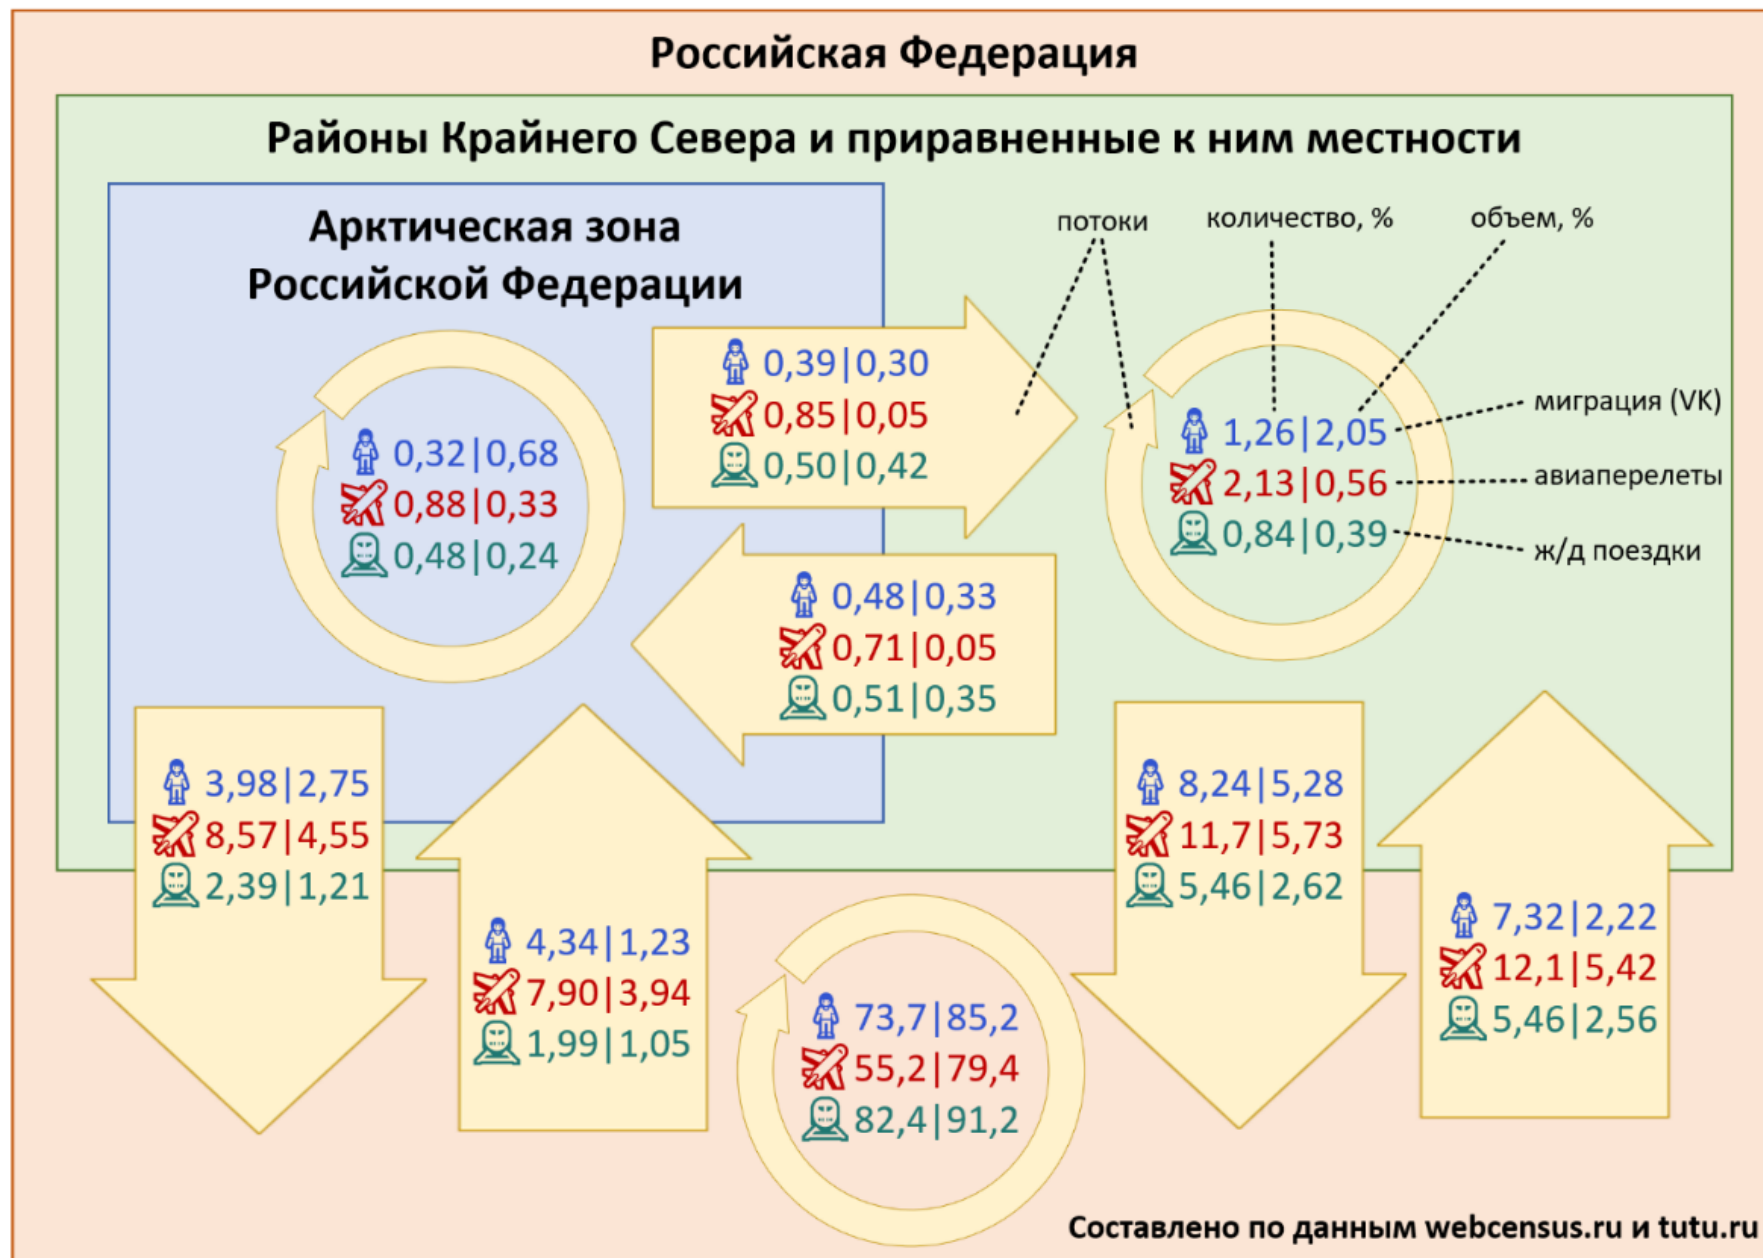 Российская Федерация
Районы Крайнего Севера и приравненные к ним местности
Арктическая зона
Российской Федерации
потоки
количество, %
объем, %
0,39|0,30
0,85|0,05
0,50|0,42
0,32|0,68
0,88|0,33
0,48|0,24
1,26|2,05
2,13|0,56
0,84|0,39
миграция (VK)
авиаперелеты
ж/д поездки
0,48|0,33
0,71|0,05
0,51|0,35
3,98|2,75
8,57|4,55
2,39|1,21
4,34|1,23
7,90|3,94
1,99|1,05
73,7|85,2
55,2|79,4
82,4|91,2
8,24|5,28
11,7|5,73
5,46|2,62
7,32|2,22
12,1|5,42
5,46|2,56
Составлено по данным webcensus.ru и tutu.ru